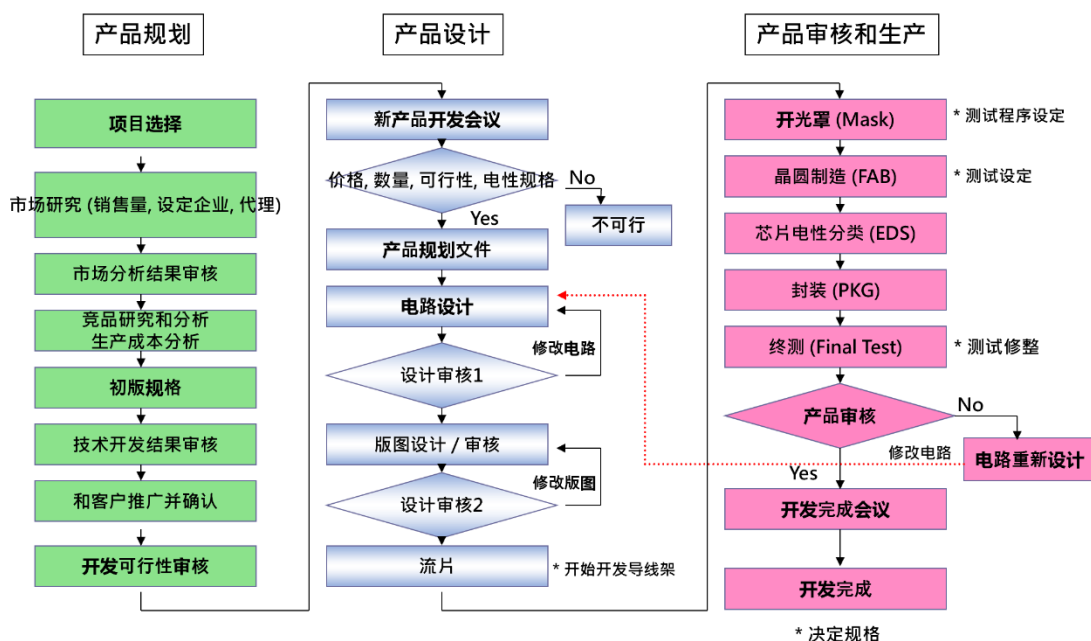 产品规划
项目选择
市场研究 (销售量, 设定企业, 代理)
市场分析结果审核
竞品研究和分析
生产成本分析
初版规格
技术开发结果审核
和客户推广并确认
开发可行性审核
产品设计
新产品开发会议
价格, 数量, 可行性, 电性规格
No
不可行
Yes
产品规划文件
电路设计
修改电路
设计审核1
版图设计 / 审核
修改版图
设计审核2
流片
* 开始开发导线架
产品审核和生产
开光罩 (Mask)
* 测试程序设定
晶圆制造 (FAB)
* 测试设定
芯片电性分类 (EDS)
封装 (PKG)
终测 (Final Test)
* 测试修整
产品审核
No
修改电路
电路重新设计
Yes
开发完成会议
开发完成
* 决定规格